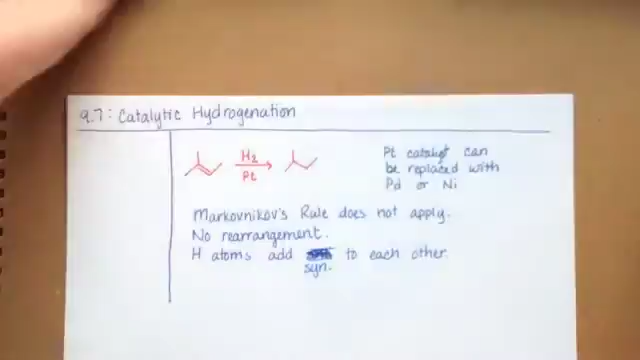 9.7: Catalytic Hydrogenation
H2
Pt
Pt catalyst can
be replaced with
Pd or Ni
Markovnikov's Rule does not apply.
No rearrangement.
H atoms add to each other.
syn.